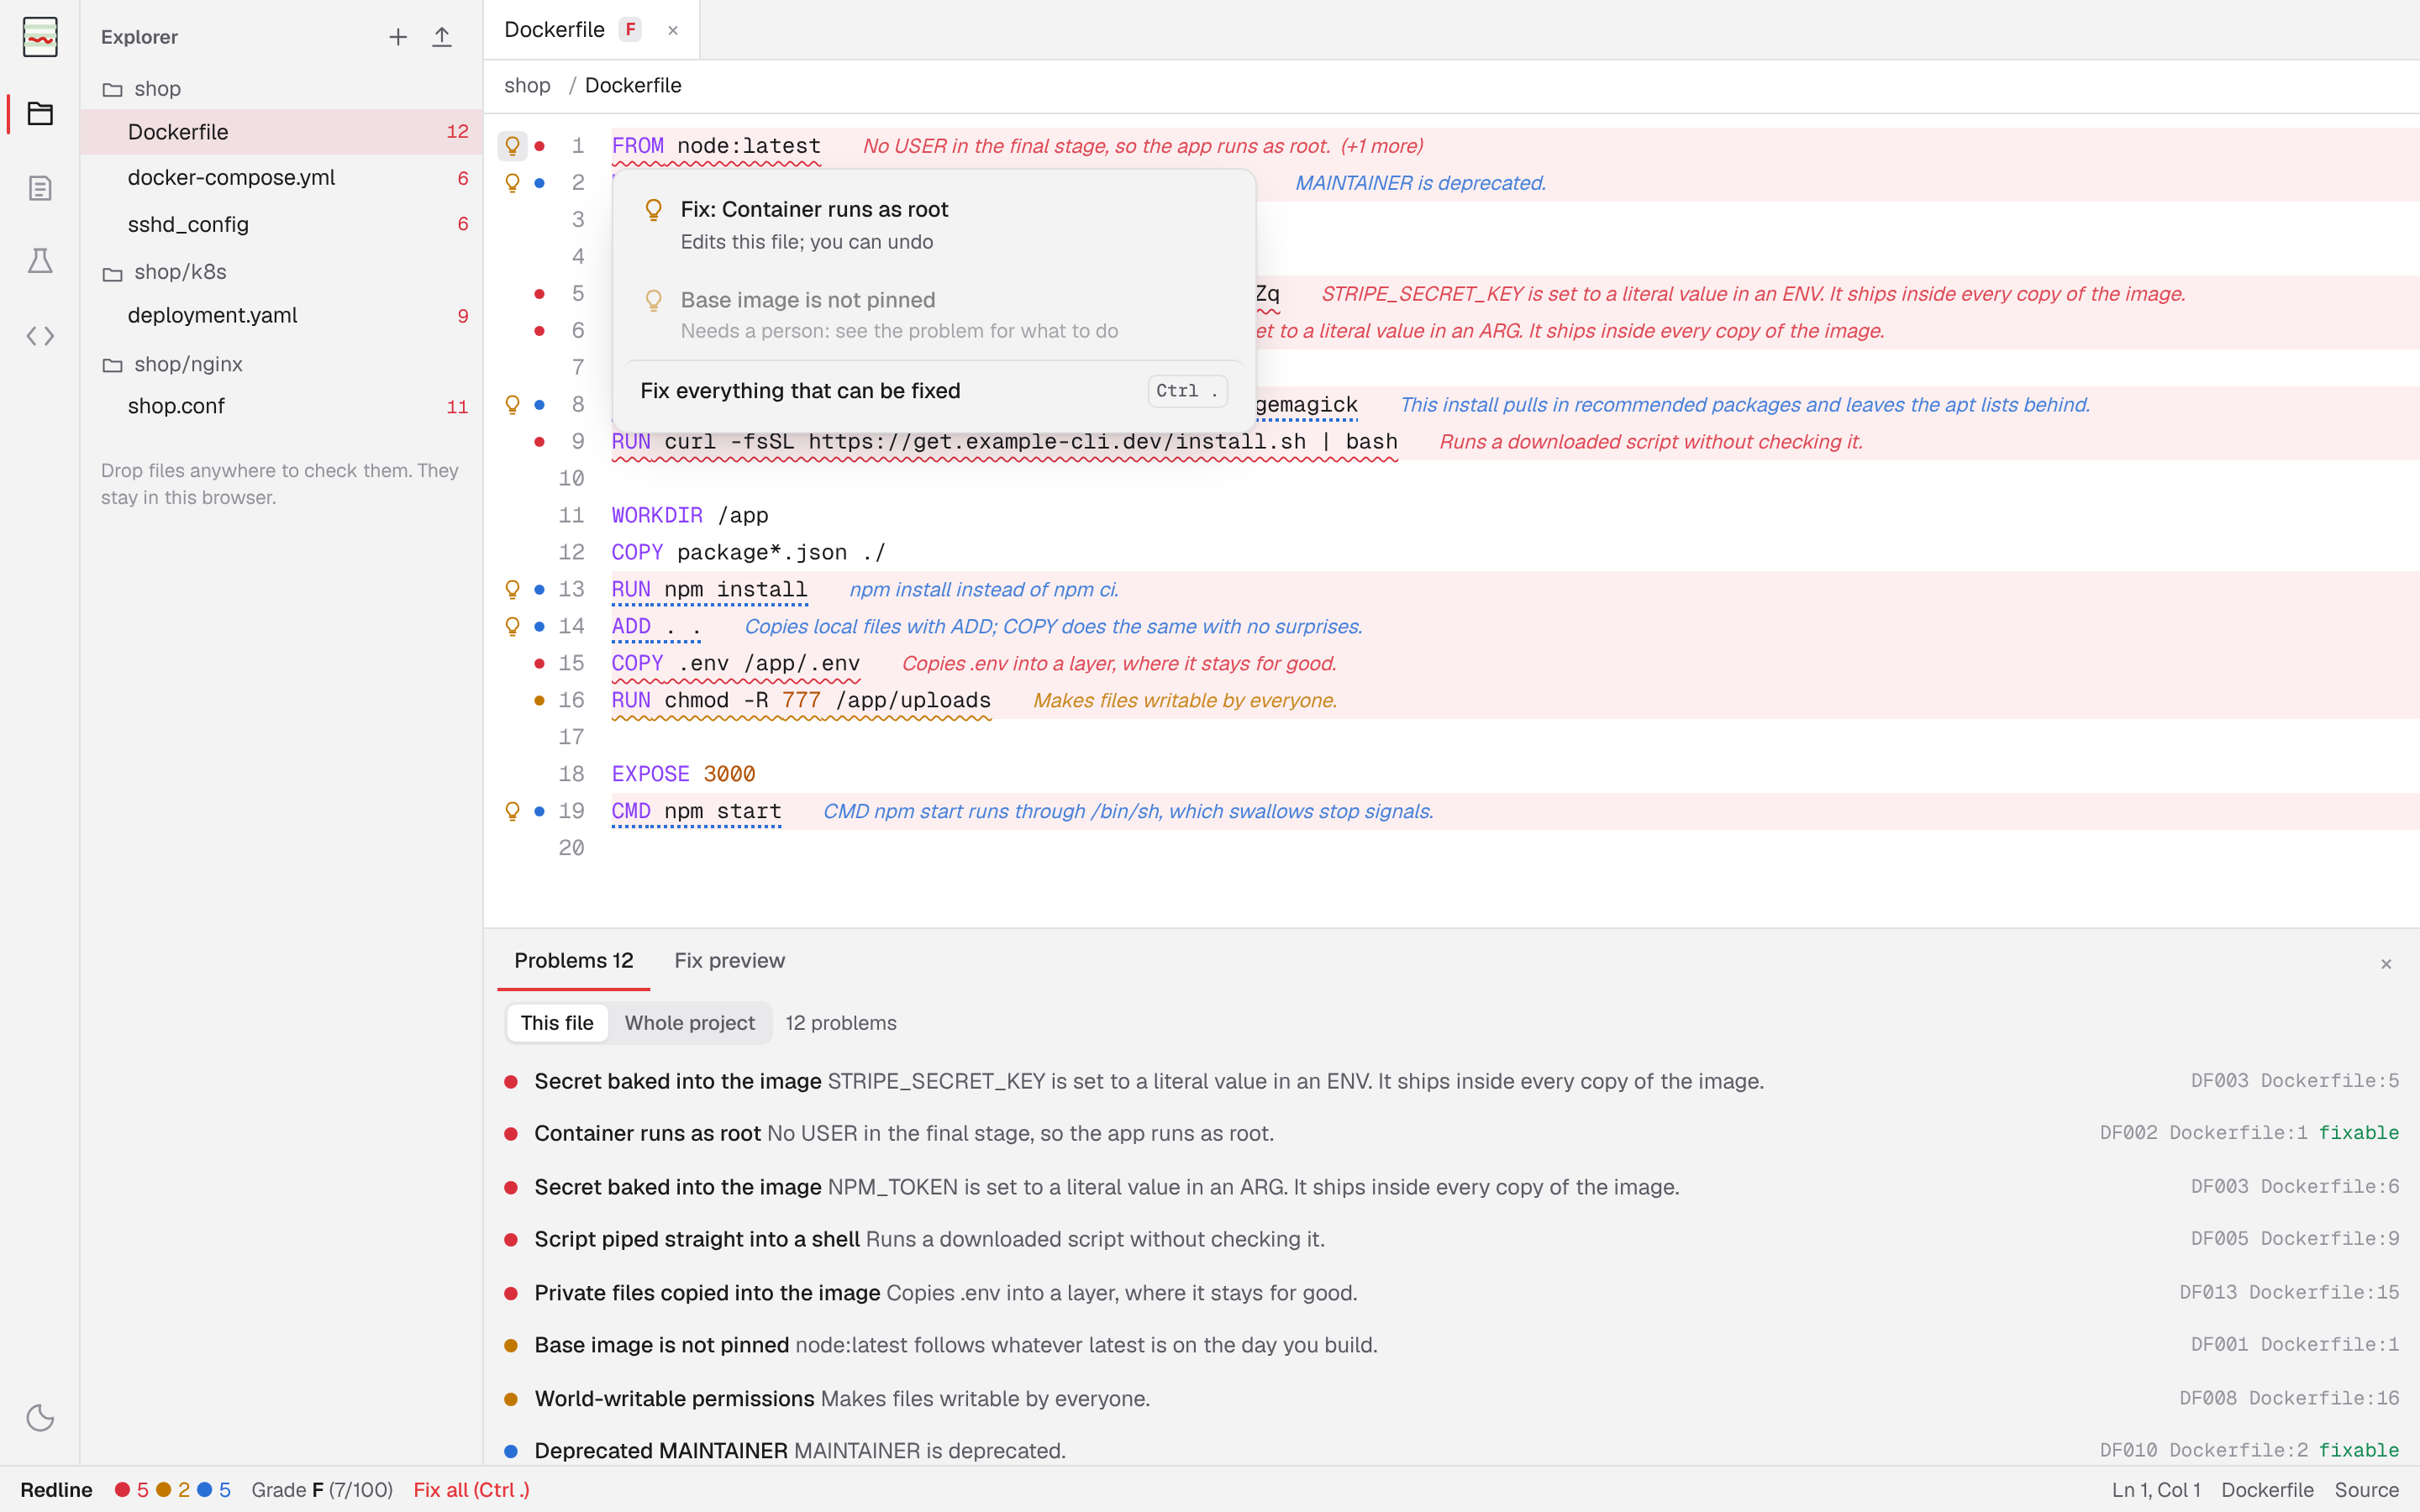 Explorer
shop
Dockerfile 12
docker-compose.yml 6
sshd_config 6
shop/k8s
deployment.yaml 9
shop/nginx
shop.conf 11
Drop files anywhere to check them. They
stay in this browser.
Dockerfile F ×
shop / Dockerfile
1 FROM node:latest No USER in the final stage, so the app runs as root. (+1 more)
2 MAINTAINER is deprecated.
3
4
5 Zq STRIPE_SECRET_KEY is set to a literal value in an ENV. It ships inside every copy of the image.
6 et to a literal value in an ARG. It ships inside every copy of the image.
7
8 gemagick This install pulls in recommended packages and leaves the apt lists behind.
Fix: Container runs as root
Edits this file; you can undo
Base image is not pinned
Needs a person: see the problem for what to do
Fix everything that can be fixed Ctrl .
9 RUN curl -fsSL https://get.example-cli.dev/install.sh | bash Runs a downloaded script without checking it.
10
11 WORKDIR /app
12 COPY package*.json ./
13 RUN npm install npm install instead of npm ci.
14 ADD . . Copies local files with ADD; COPY does the same with no surprises.
15 COPY .env /app/.env Copies .env into a layer, where it stays for good.
16 RUN chmod -R 777 /app/uploads Makes files writable by everyone.
17
18 EXPOSE 3000
19 CMD npm start CMD npm start runs through /bin/sh, which swallows stop signals.
20
Problems 12 Fix preview ×
This file Whole project 12 problems
Secret baked into the image STRIPE_SECRET_KEY is set to a literal value in an ENV. It ships inside every copy of the image. DF003 Dockerfile:5
Container runs as root No USER in the final stage, so the app runs as root. DF002 Dockerfile:1 fixable
Secret baked into the image NPM_TOKEN is set to a literal value in an ARG. It ships inside every copy of the image. DF003 Dockerfile:6
Script piped straight into a shell Runs a downloaded script without checking it. DF005 Dockerfile:9
Private files copied into the image Copies .env into a layer, where it stays for good. DF013 Dockerfile:15
Base image is not pinned node:latest follows whatever latest is on the day you build. DF001 Dockerfile:1
World-writable permissions Makes files writable by everyone. DF008 Dockerfile:16
Deprecated MAINTAINER MAINTAINER is deprecated. DF010 Dockerfile:2 fixable
Redline 5 2 5 Grade F (7/100) Fix all (Ctrl .) Ln 1, Col 1 Dockerfile Source